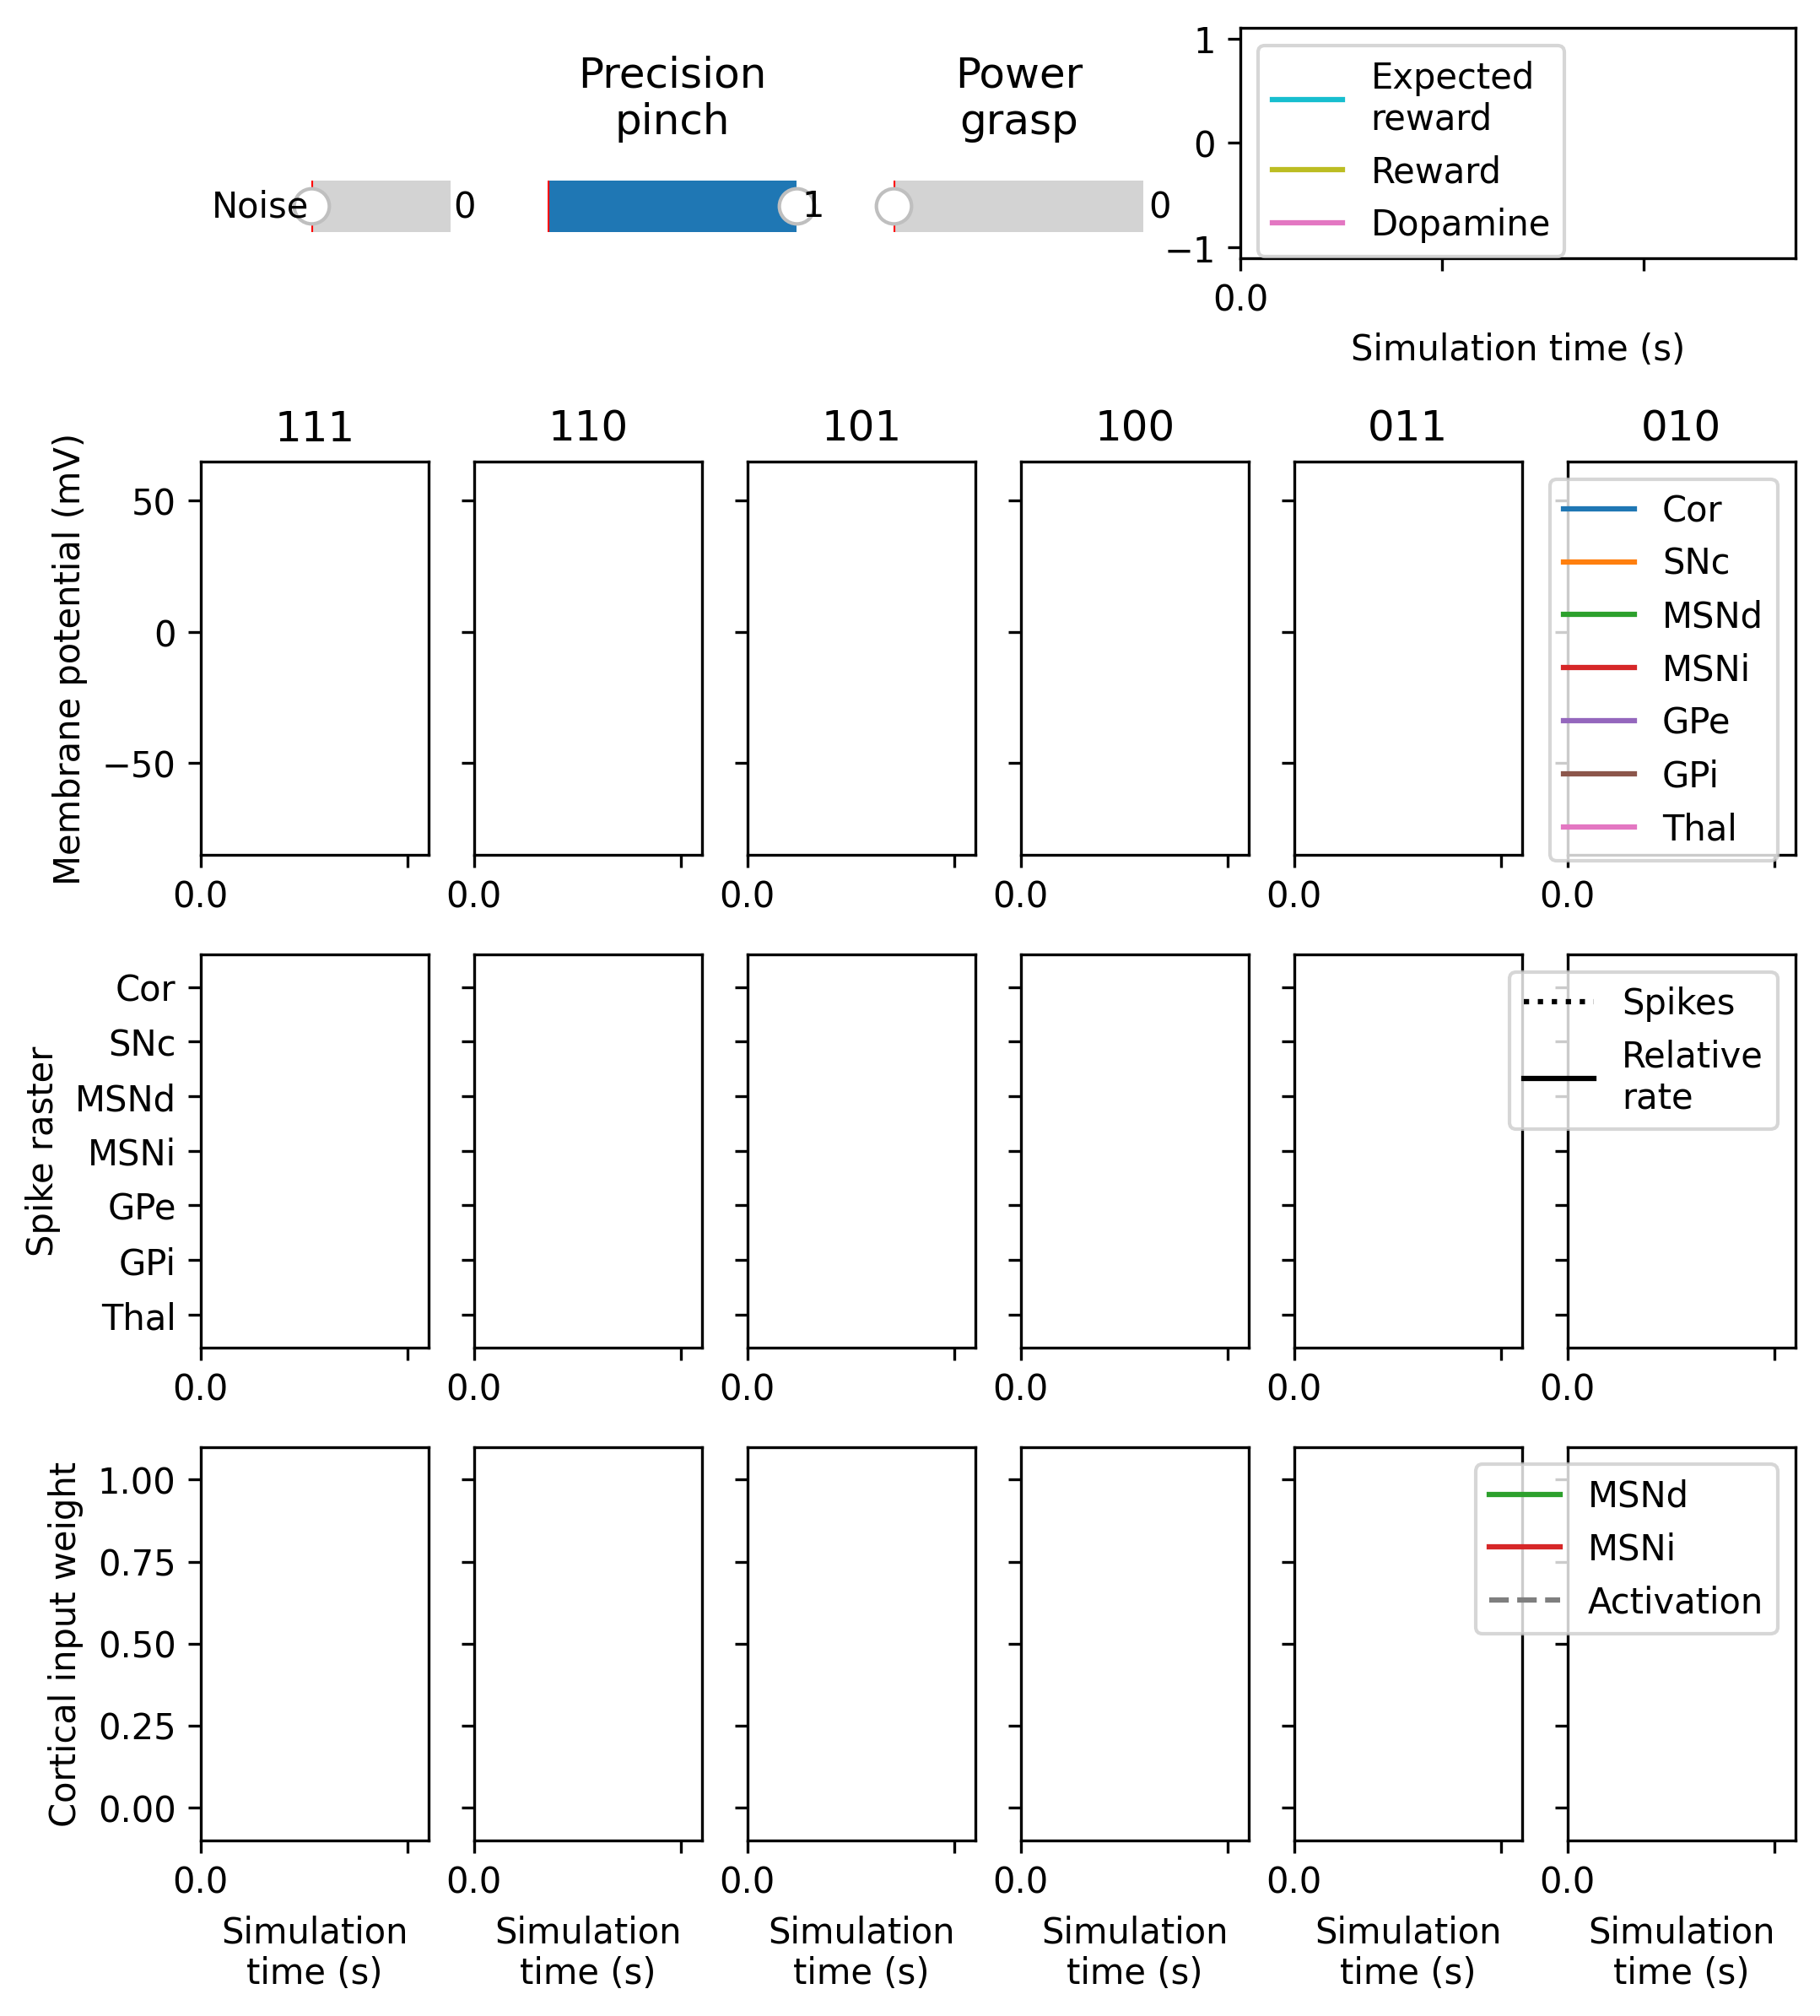 Precision
pinch
Power
grasp
Noise
0
1
0
1
0
−1
Expected
reward
Reward
Dopamine
0.0
Simulation time (s)
111
110
101
100
011
010
Membrane potential (mV)
50
0
−50
Cor
SNc
MSNd
MSNi
GPe
GPi
Thal
0.0
0.0
0.0
0.0
0.0
0.0
Spike raster
Cor
SNc
MSNd
MSNi
GPe
GPi
Thal
Spikes
Relative
rate
0.0
0.0
0.0
0.0
0.0
0.0
Cortical input weight
1.00
0.75
0.50
0.25
0.00
MSNd
MSNi
Activation
0.0
0.0
0.0
0.0
0.0
0.0
Simulation
time (s)
Simulation
time (s)
Simulation
time (s)
Simulation
time (s)
Simulation
time (s)
Simulation
time (s)